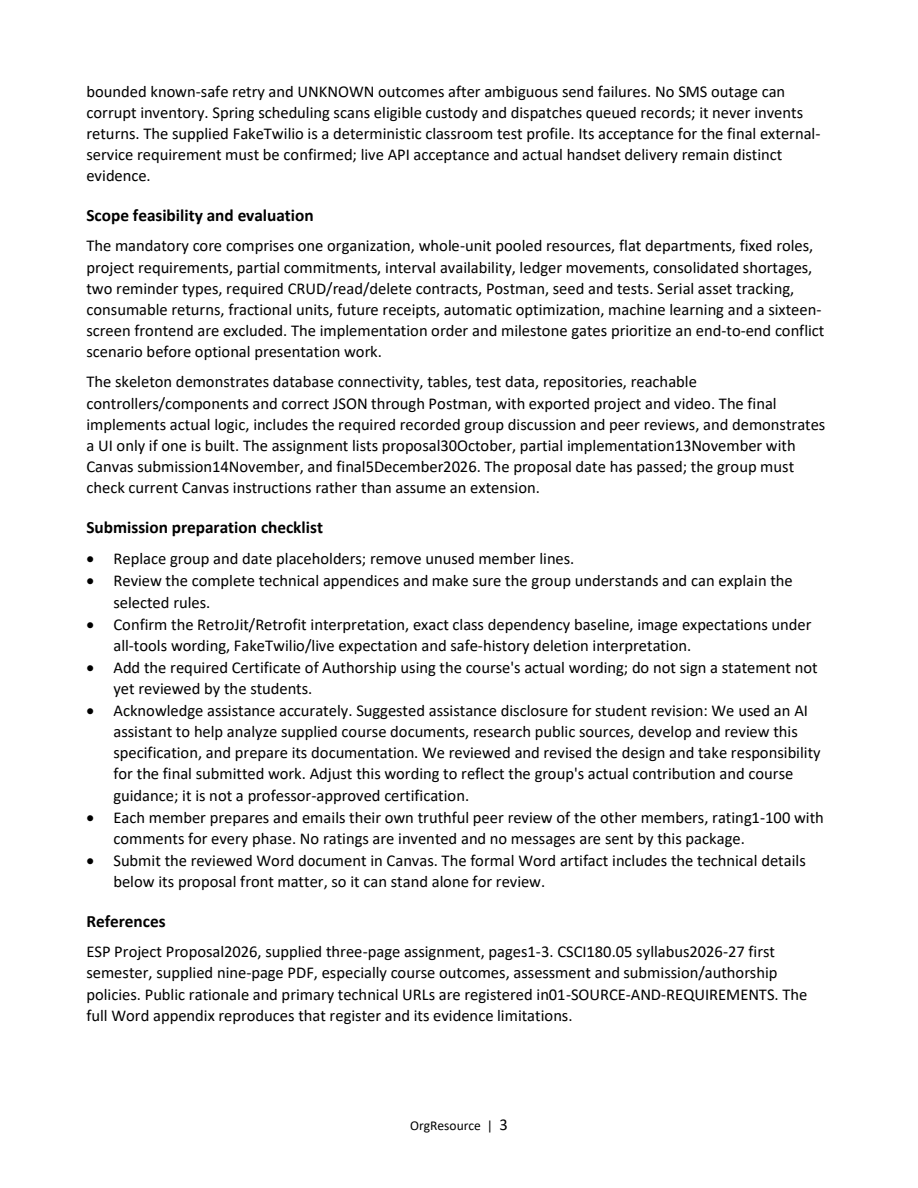 bounded known-safe retry and UNKNOWN outcomes after ambiguous send failures. No SMS outage can
corrupt inventory. Spring scheduling scans eligible custody and dispatches queued records; it never invents
returns. The supplied FakeTwilio is a deterministic classroom test profile. Its acceptance for the final external-
service requirement must be confirmed; live API acceptance and actual handset delivery remain distinct
evidence.
Scope feasibility and evaluation
The mandatory core comprises one organization, whole-unit pooled resources, flat departments, fixed roles,
project requirements, partial commitments, interval availability, ledger movements, consolidated shortages,
two reminder types, required CRUD/read/delete contracts, Postman, seed and tests. Serial asset tracking,
consumable returns, fractional units, future receipts, automatic optimization, machine learning and a sixteen-
screen frontend are excluded. The implementation order and milestone gates prioritize an end-to-end conflict
scenario before optional presentation work.
The skeleton demonstrates database connectivity, tables, test data, repositories, reachable
controllers/components and correct JSON through Postman, with exported project and video. The final
implements actual logic, includes the required recorded group discussion and peer reviews, and demonstrates
a UI only if one is built. The assignment lists proposal30October, partial implementation13November with
Canvas submission14November, and final5December2026. The proposal date has passed; the group must
check current Canvas instructions rather than assume an extension.
Submission preparation checklist
• Replace group and date placeholders; remove unused member lines.
• Review the complete technical appendices and make sure the group understands and can explain the
selected rules.
• Confirm the RetroJit/Retrofit interpretation, exact class dependency baseline, image expectations under
all-tools wording, FakeTwilio/live expectation and safe-history deletion interpretation.
• Add the required Certificate of Authorship using the course's actual wording; do not sign a statement not
yet reviewed by the students.
• Acknowledge assistance accurately. Suggested assistance disclosure for student revision: We used an AI
assistant to help analyze supplied course documents, research public sources, develop and review this
specification, and prepare its documentation. We reviewed and revised the design and take responsibility
for the final submitted work. Adjust this wording to reflect the group's actual contribution and course
guidance; it is not a professor-approved certification.
• Each member prepares and emails their own truthful peer review of the other members, rating1-100 with
comments for every phase. No ratings are invented and no messages are sent by this package.
• Submit the reviewed Word document in Canvas. The formal Word artifact includes the technical details
below its proposal front matter, so it can stand alone for review.
References
ESP Project Proposal2026, supplied three-page assignment, pages1-3. CSCI180.05 syllabus2026-27 first
semester, supplied nine-page PDF, especially course outcomes, assessment and submission/authorship
policies. Public rationale and primary technical URLs are registered in01-SOURCE-AND-REQUIREMENTS. The
full Word appendix reproduces that register and its evidence limitations.
OrgResource | 3